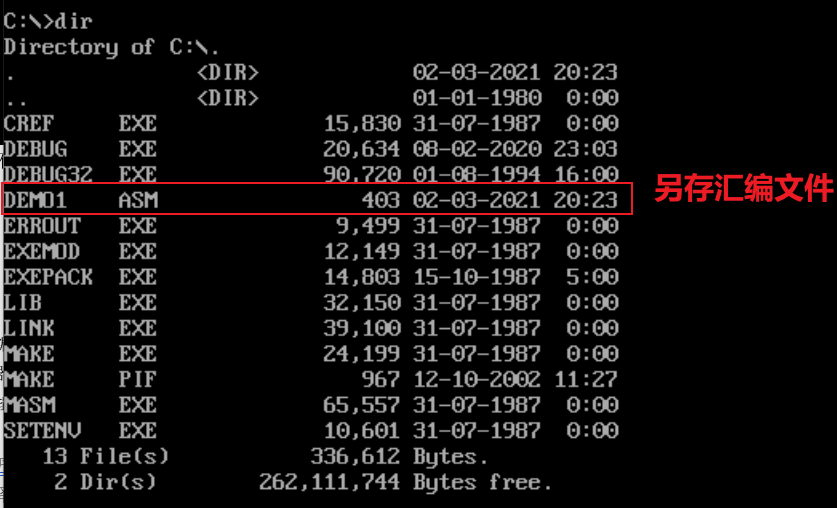 C:\>dir
Directory of C:\.
. <DIR> 02-03-2021 20:23
.. <DIR> 01-01-1980 0:00
CREF EXE 15,830 31-07-1987 0:00
DEBUG EXE 20,634 08-02-2020 23:03
DEBUG32 EXE 90,720 01-08-1994 16:00
DEMO1 ASM 403 02-03-2021 20:23
另存汇编文件
ERROUT EXE 9,499 31-07-1987 0:00
EXEMOD EXE 12,149 31-07-1987 0:00
EXEPACK EXE 14,803 15-10-1987 5:00
LIB EXE 32,150 31-07-1987 0:00
LINK EXE 39,100 31-07-1987 0:00
MAKE EXE 24,199 31-07-1987 0:00
MAKE PIF 967 12-10-2002 11:27
MASM EXE 65,557 31-07-1987 0:00
SETENV EXE 10,601 31-07-1987 0:00
13 File(s) 336,612 Bytes.
2 Dir(s) 262,111,744 Bytes free.